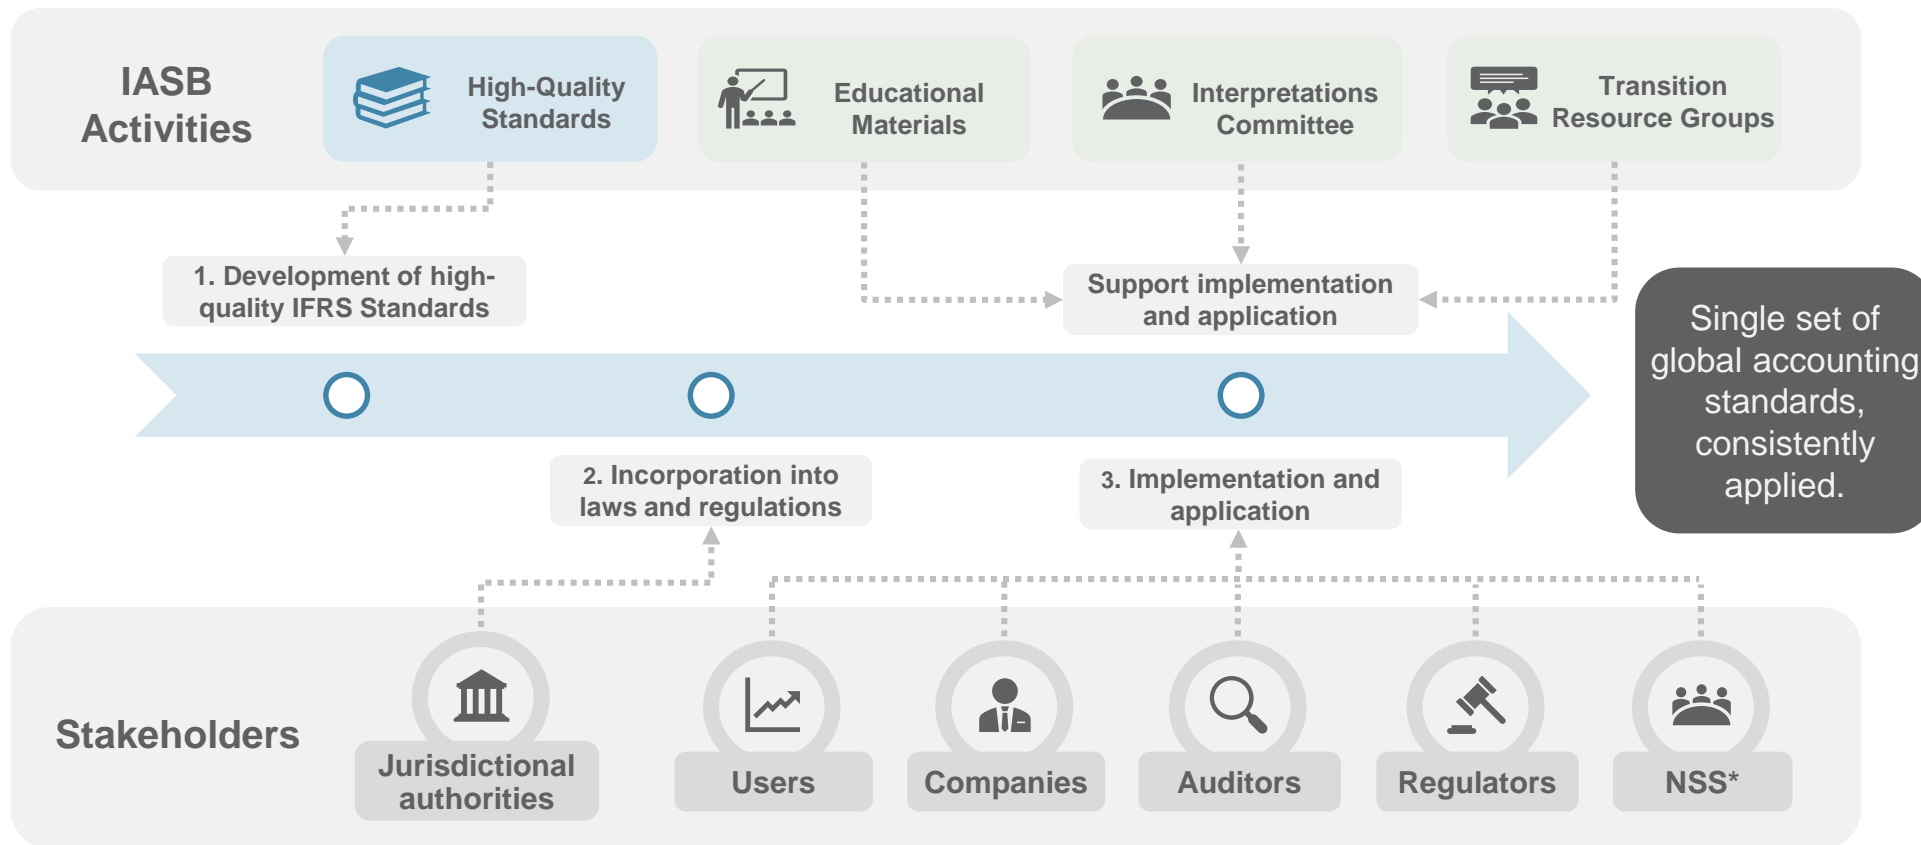 IASB
Activities
High-Quality
Standards
Educational
Materials
Interpretations
Committee
Transition
Resource Groups
1. Development of high-
quality IFRS Standards
Support implementation
and application
Single set of
global accounting
standards,
consistently
applied.
2. Incorporation into
laws and regulations
3. Implementation and
application
Stakeholders
Jurisdictional
authorities
Users
Companies
Auditors
Regulators
NSS*